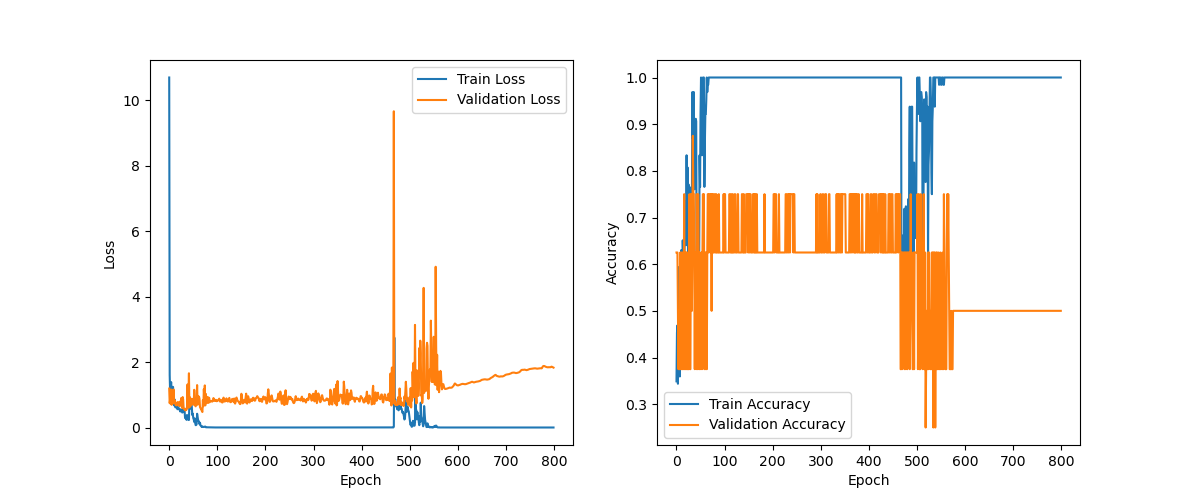 Train Loss
Validation Loss
10
8
6
4
2
0
Loss
0 100 200 300 400 500 600 700 800
Epoch
1.0
0.9
0.8
0.7
0.6
0.5
0.4
0.3
Accuracy
Train Accuracy
Validation Accuracy
0 100 200 300 400 500 600 700 800
Epoch